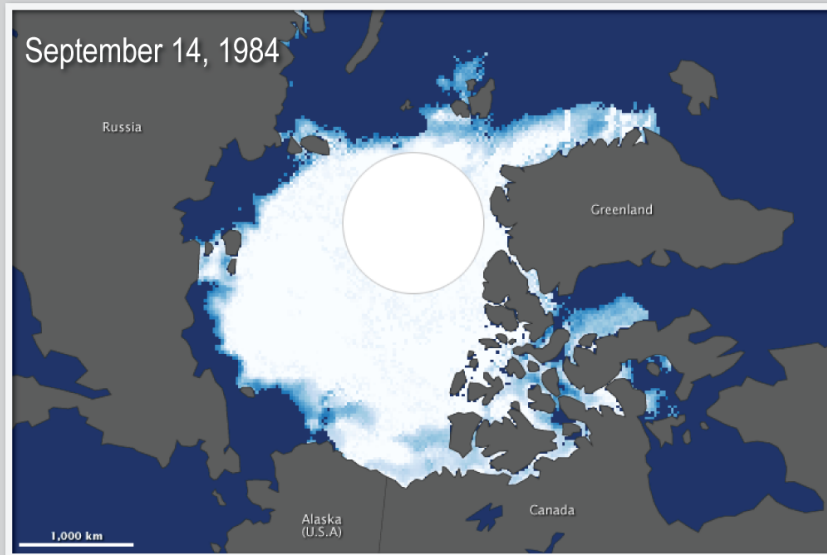 September 14, 1984
Russia
Greenland
Alaska
(U.S.A)
Canada
1,000 km